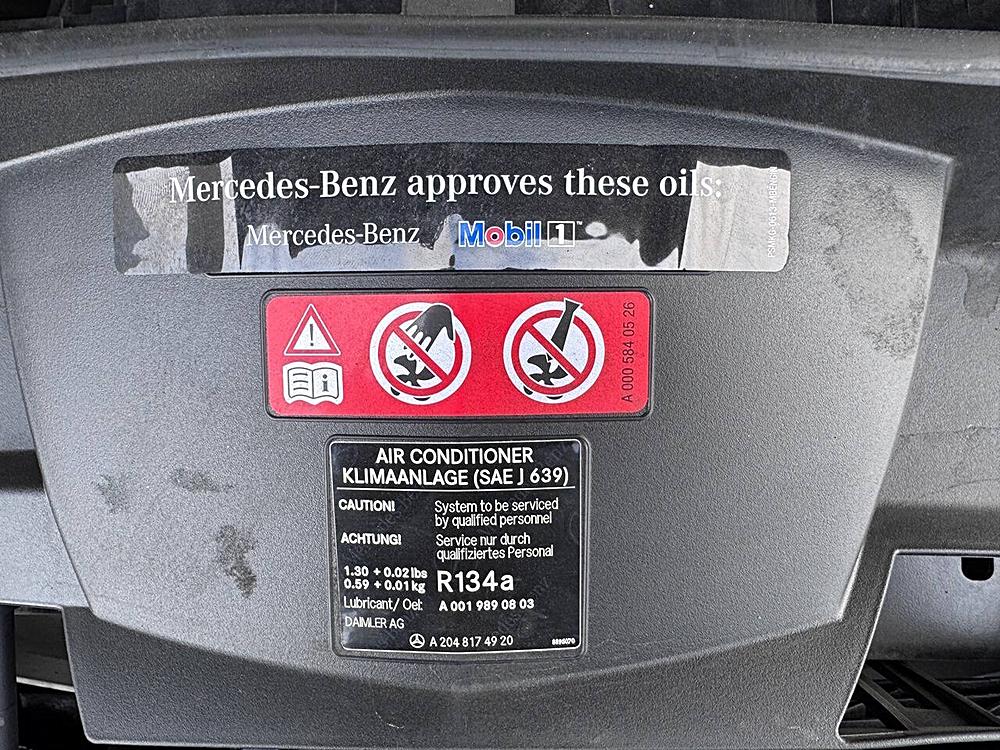 Mercedes-Benz approves these oils:
Mercedes-Benz Mobil 1™
A 000 584 05 26
AIR CONDITIONER
KLIMAANLAGE (SAE J 639)
CAUTION! System to be serviced
by qualified personnel
ACHTUNG! Service nur durch
qualifiziertes Personal
1.30 + 0.02 lbs
0.59 + 0.01 kg R134a
Lubricant/ Oel: A 001 989 08 03
DAIMLER AG
A 204 817 49 20